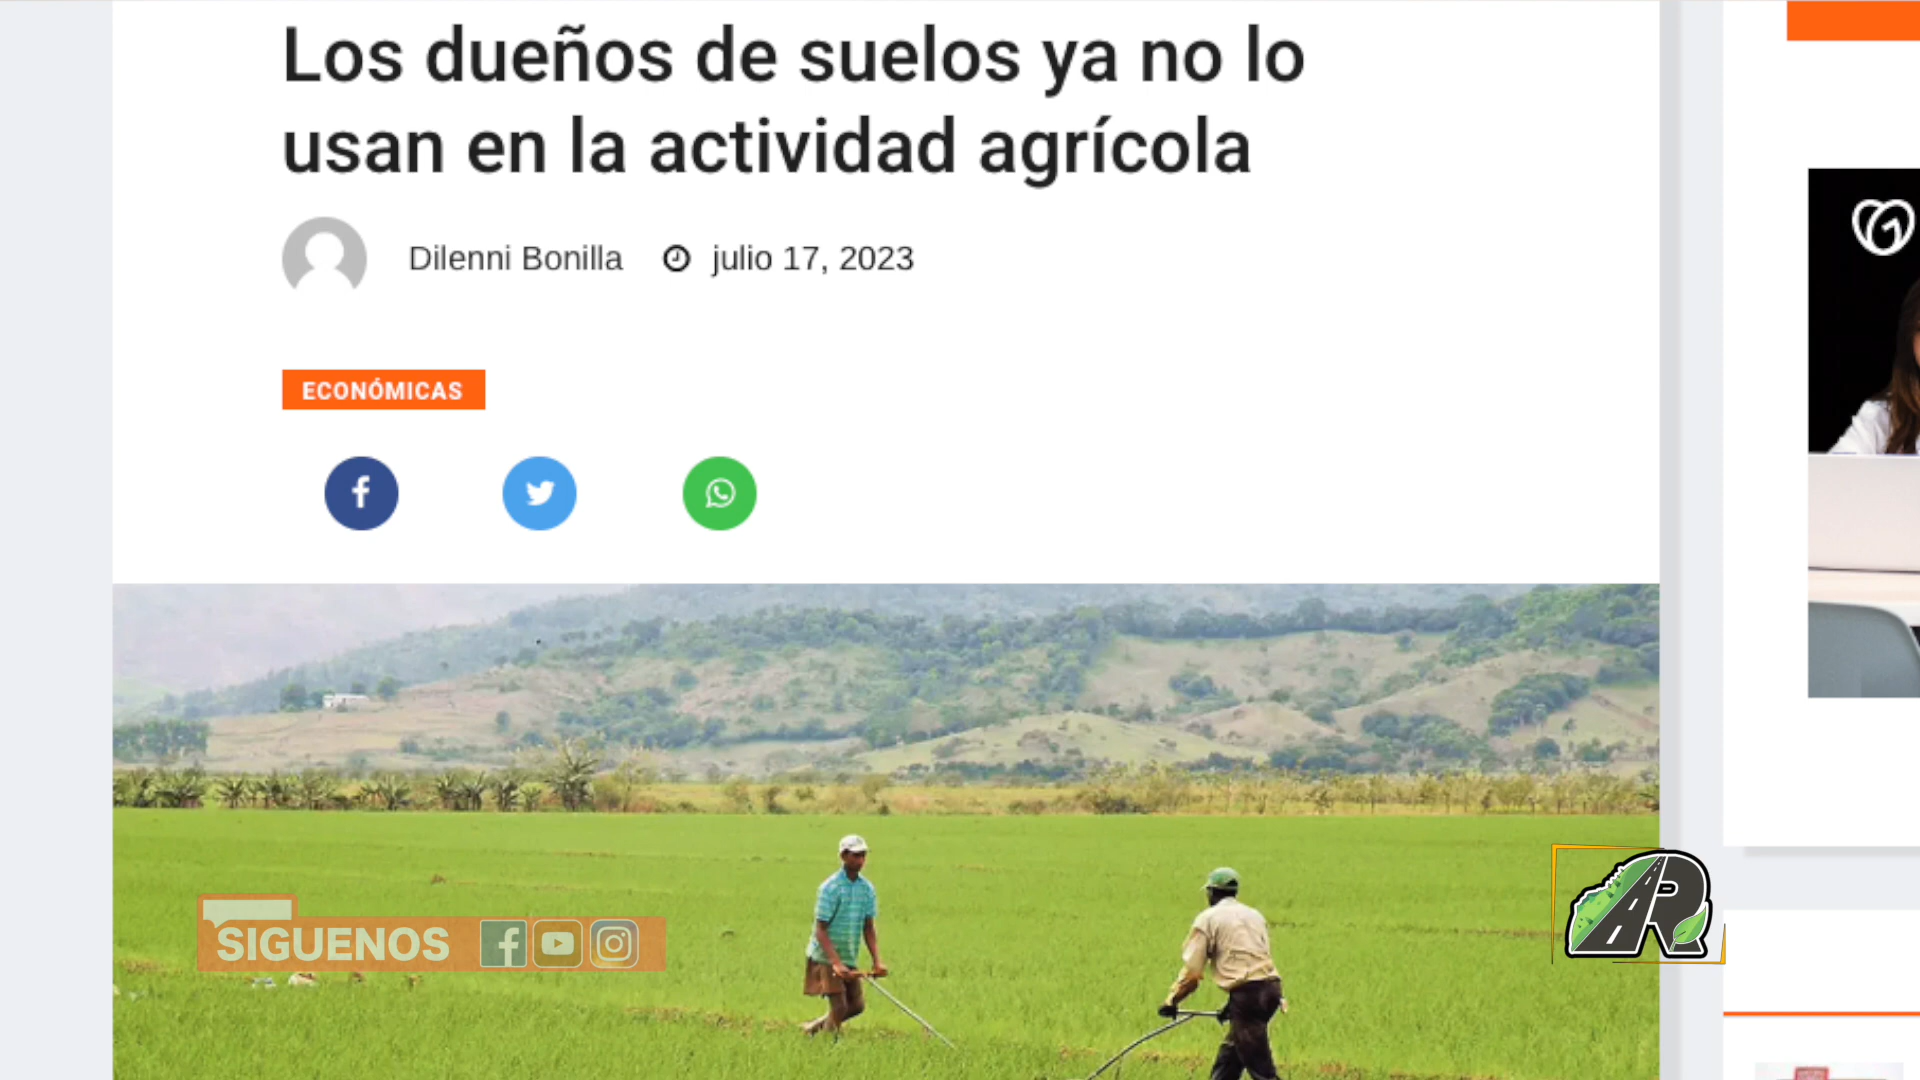 Los dueños de suelos ya no lo
usan en la actividad agrícola
Dilenni Bonilla julio 17, 2023
ECONÓMICAS
SIGUENOS
AR